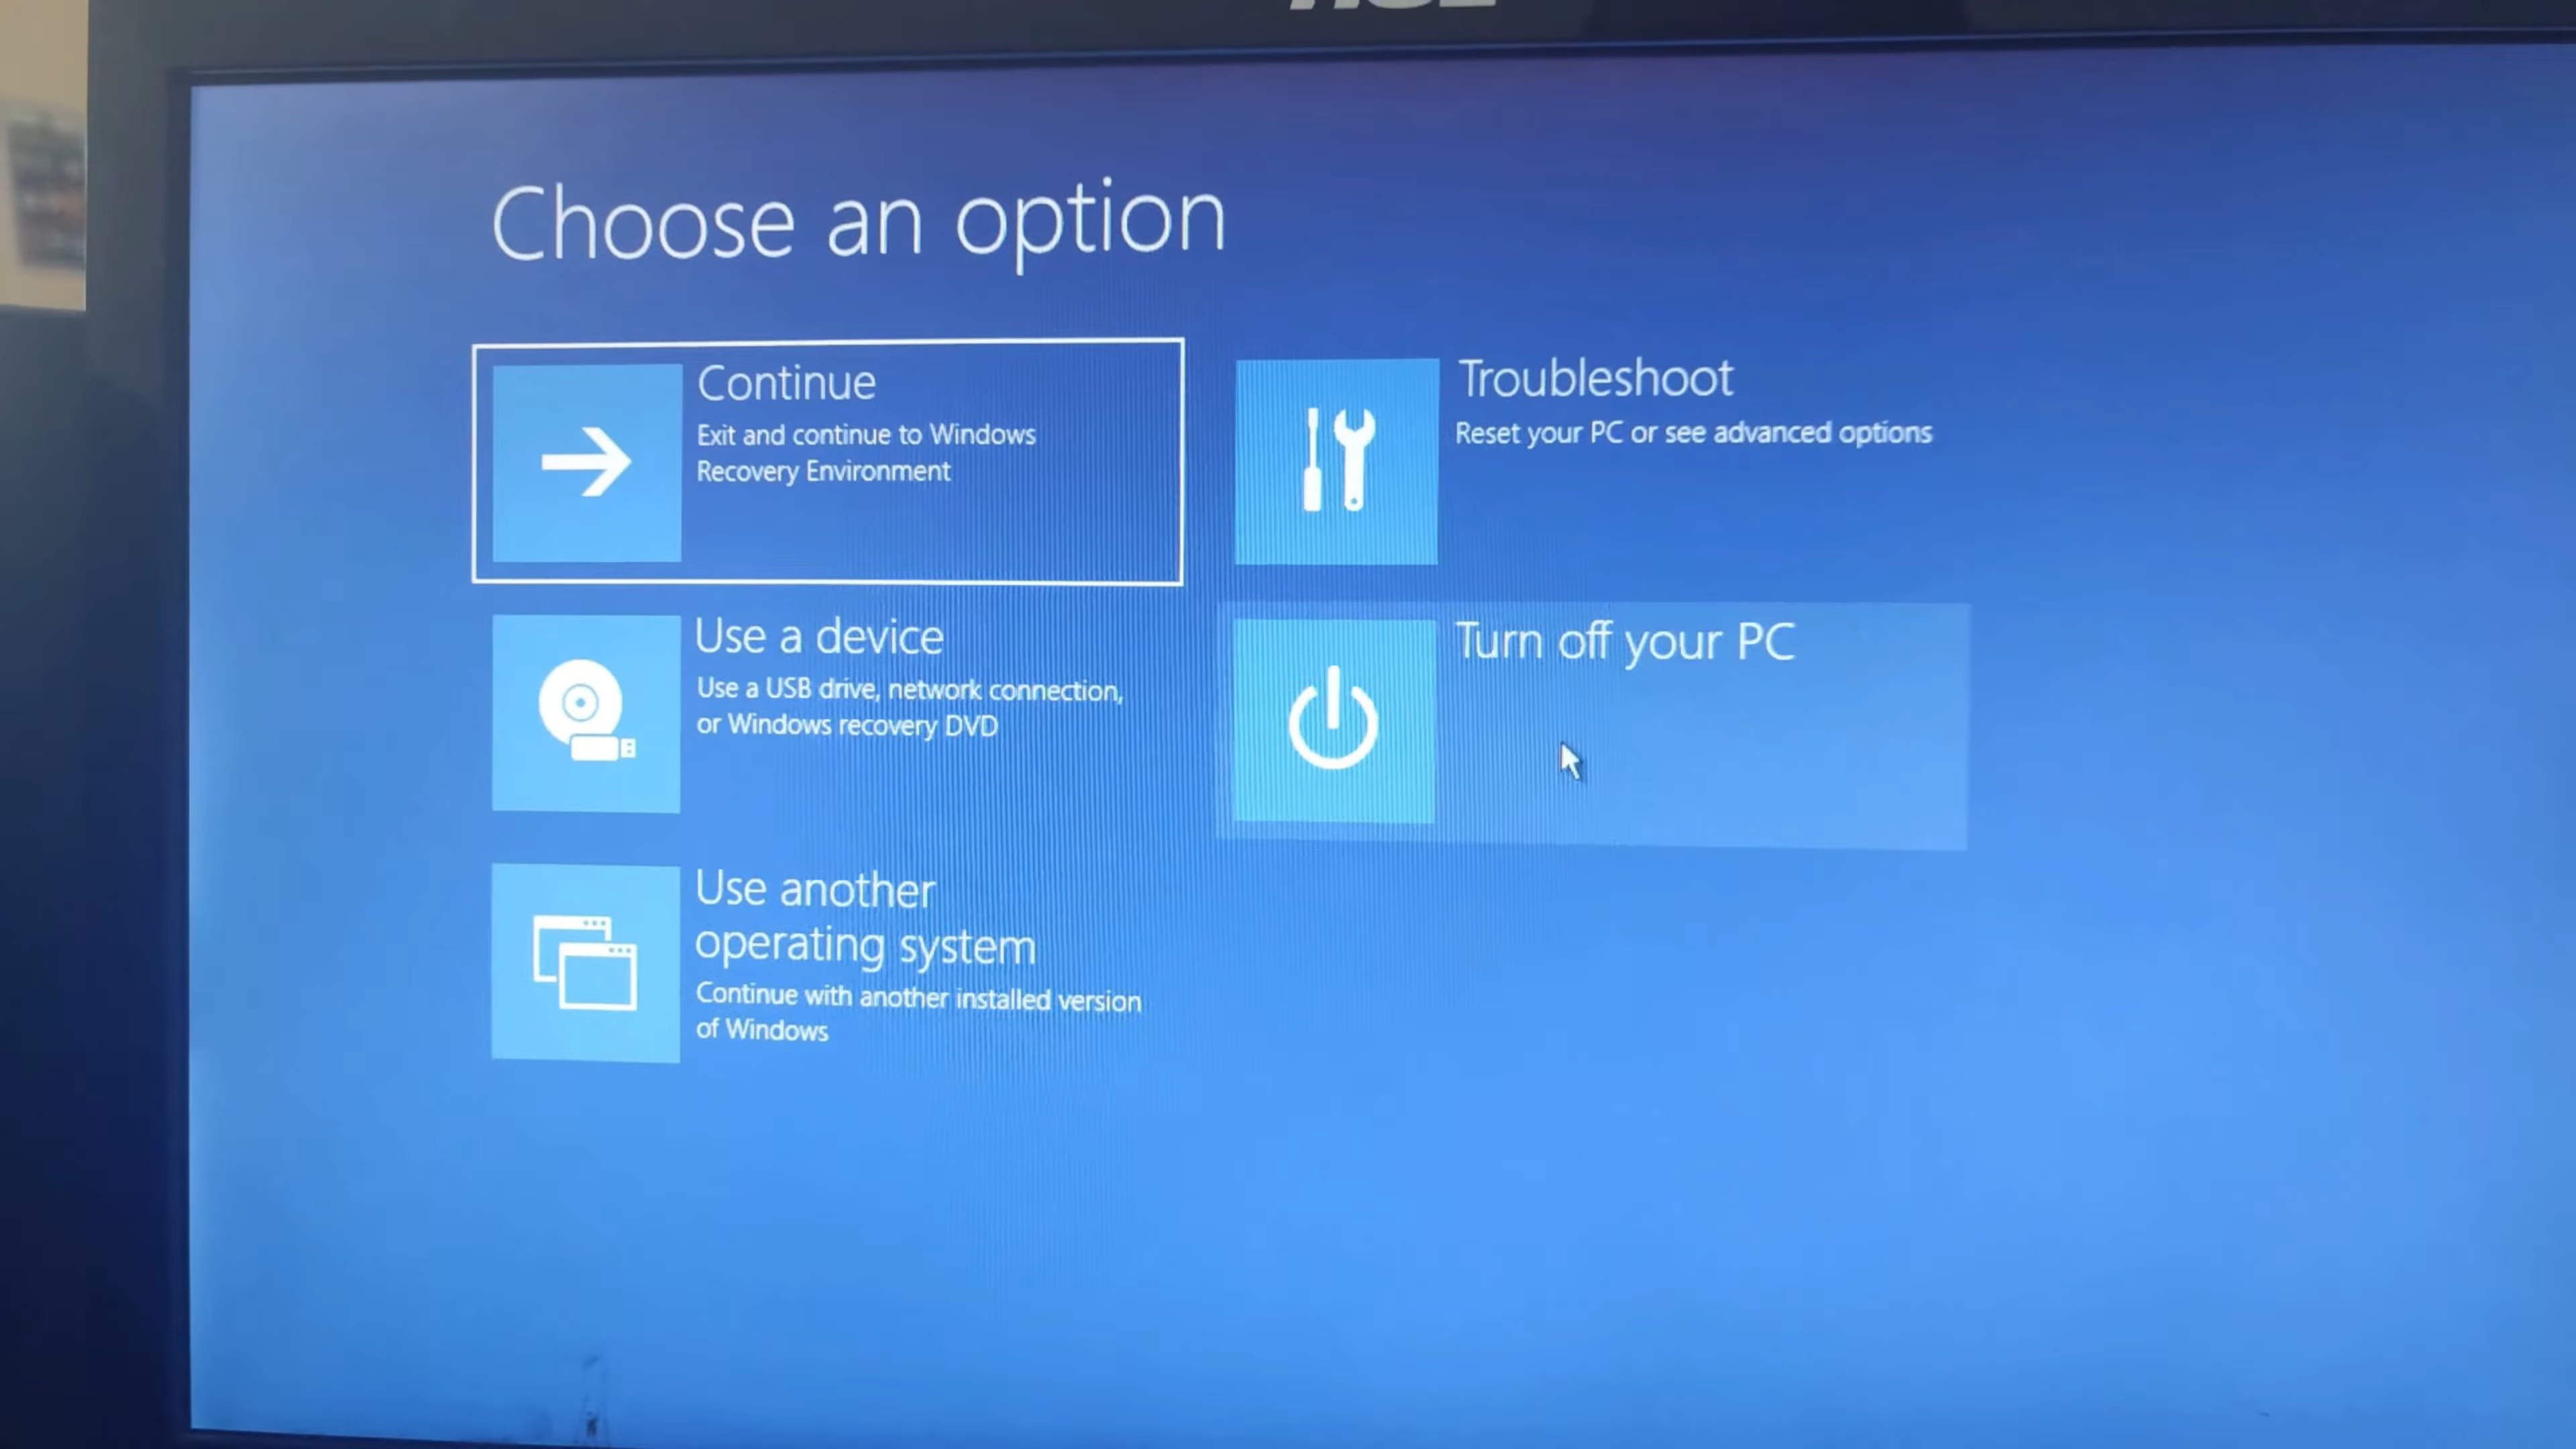 Choose an option
Continue
Exit and continue to Windows
Recovery Environment
Troubleshoot
Reset your PC or see advanced options
Use a device
Use a USB drive, network connection,
or Windows recovery DVD
Turn off your PC
Use another
operating system
Continue with another installed version
of Windows